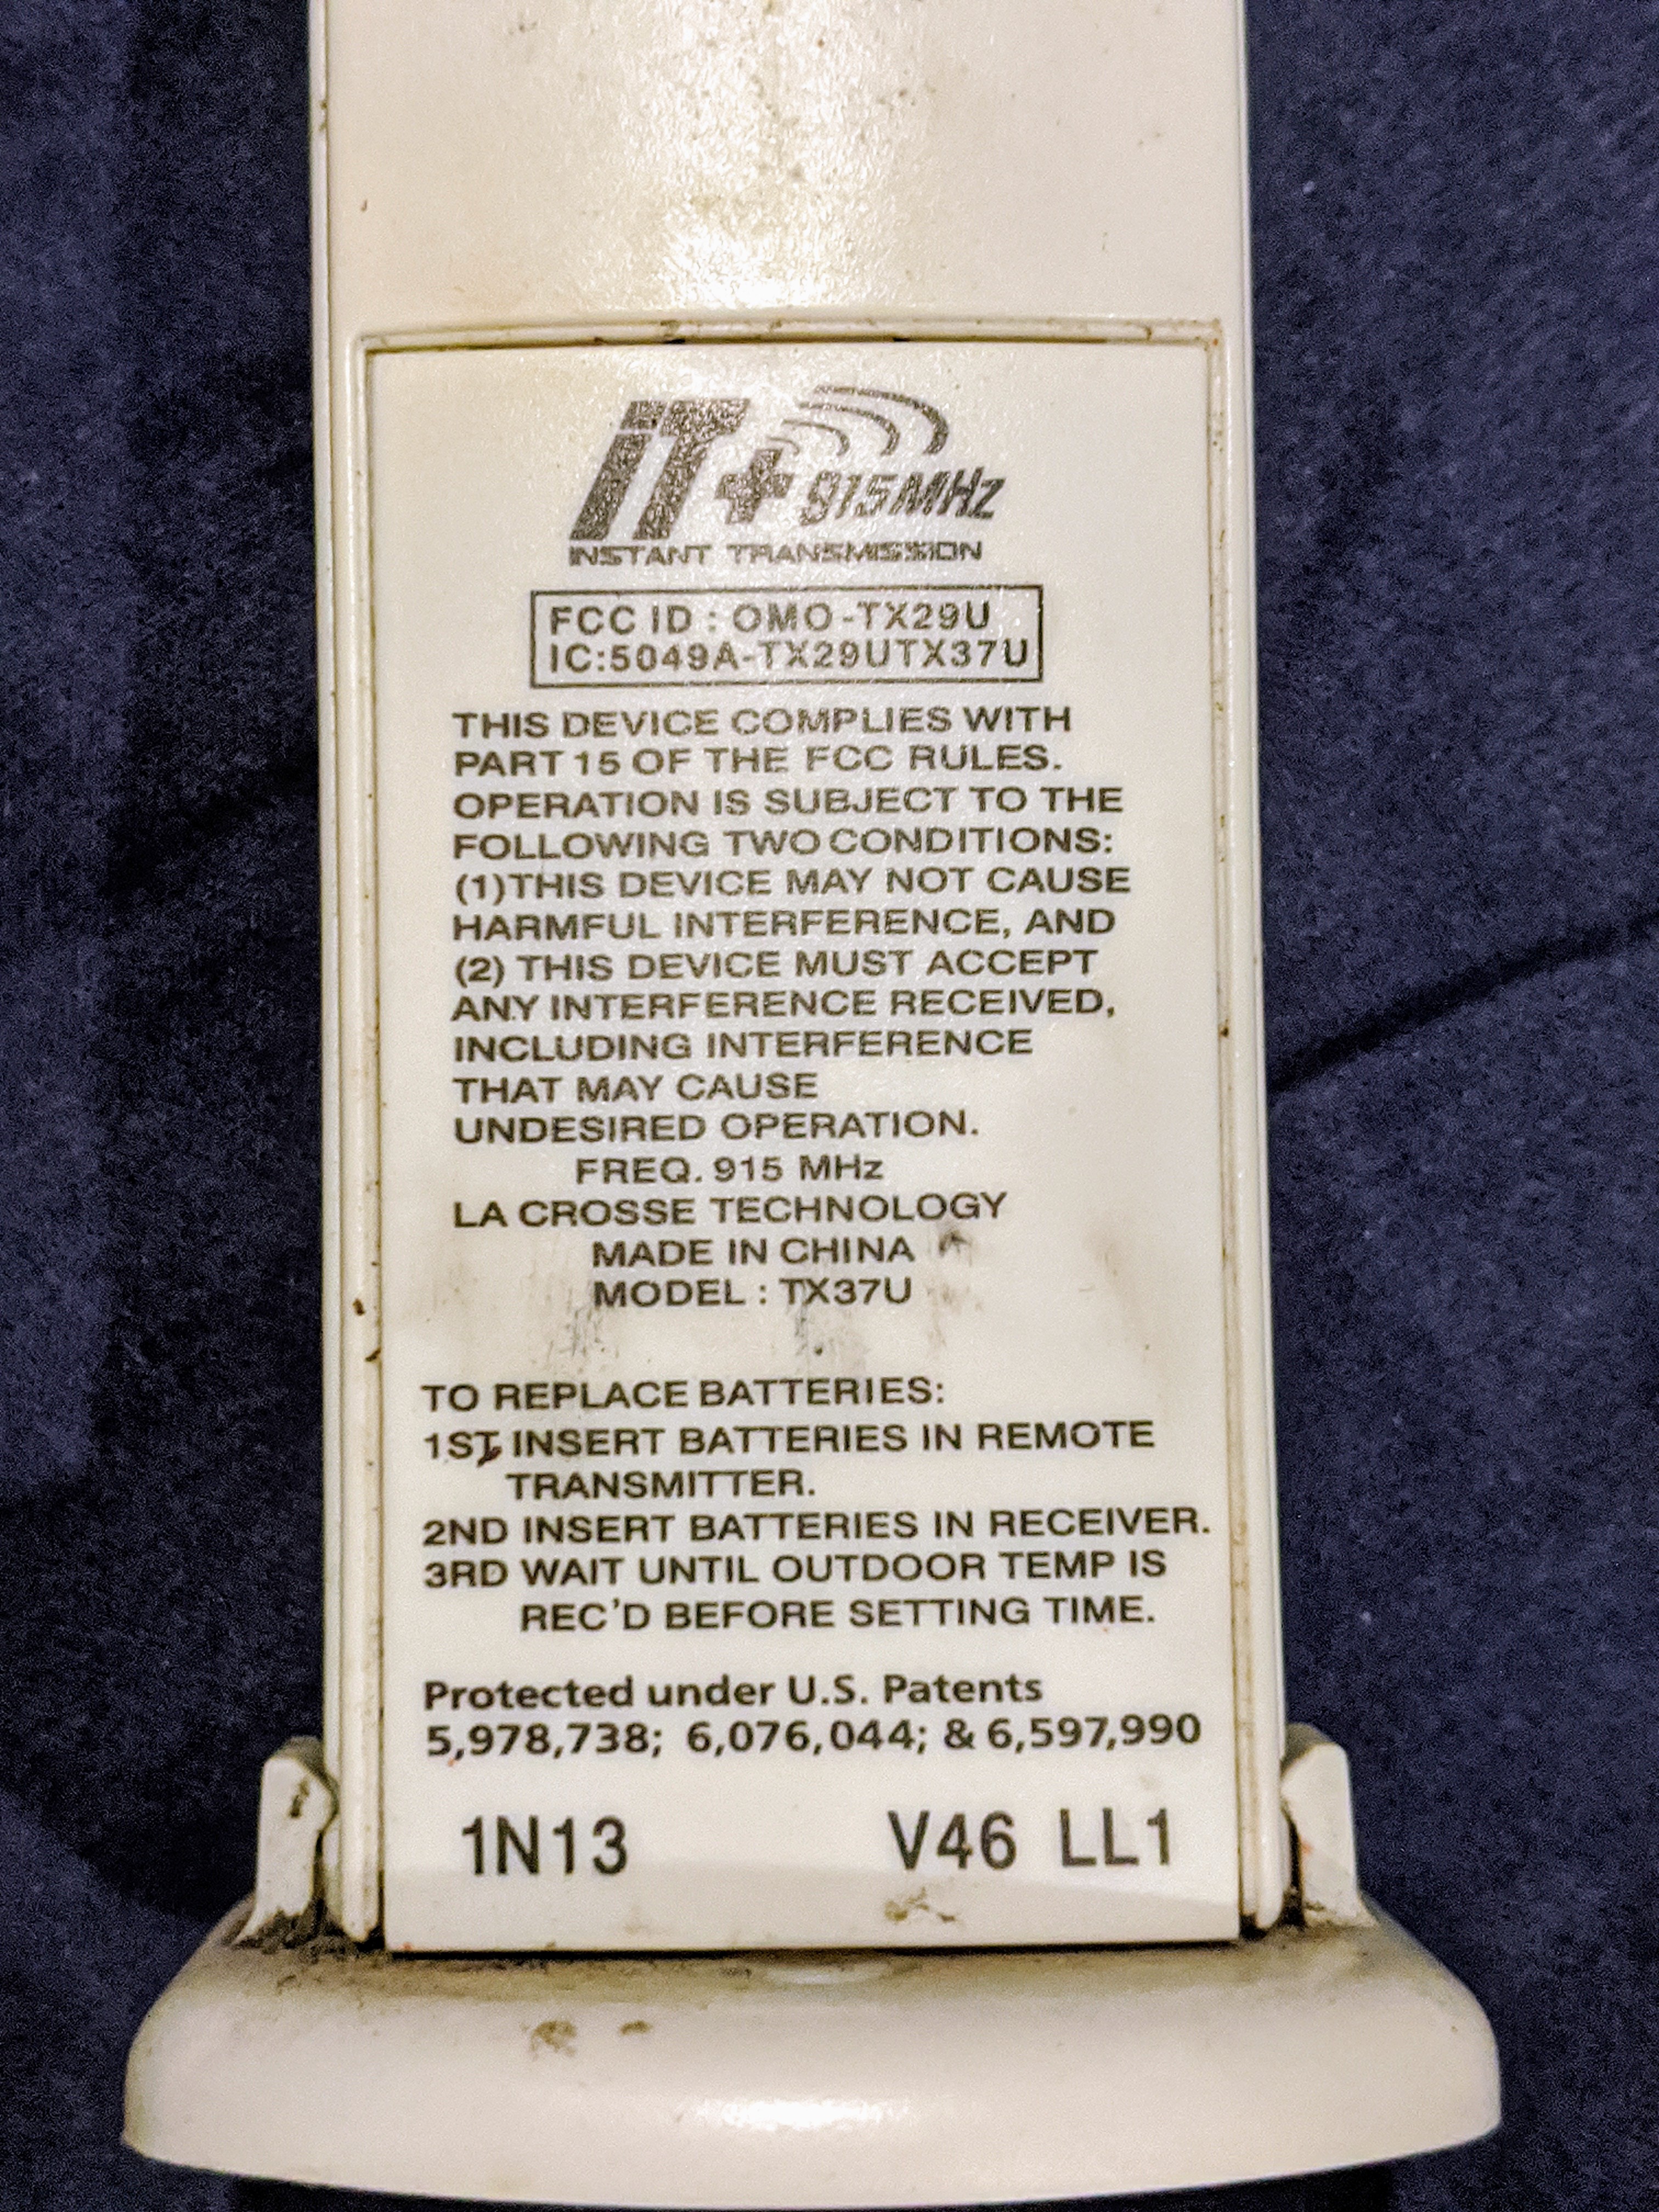 iT+ 915MHz
INSTANT TRANSMISSION
FCC ID : OMO-TX29U
IC:5049A-TX29UTX37U
THIS DEVICE COMPLIES WITH
PART 15 OF THE FCC RULES.
OPERATION IS SUBJECT TO THE
FOLLOWING TWO CONDITIONS:
(1)THIS DEVICE MAY NOT CAUSE
HARMFUL INTERFERENCE, AND
(2) THIS DEVICE MUST ACCEPT
ANY INTERFERENCE RECEIVED,
INCLUDING INTERFERENCE
THAT MAY CAUSE
UNDESIRED OPERATION.
FREQ. 915 MHz
LA CROSSE TECHNOLOGY
MADE IN CHINA
MODEL : TX37U
TO REPLACE BATTERIES:
1ST INSERT BATTERIES IN REMOTE
TRANSMITTER.
2ND INSERT BATTERIES IN RECEIVER.
3RD WAIT UNTIL OUTDOOR TEMP IS
REC'D BEFORE SETTING TIME.
Protected under U.S. Patents
5,978,738; 6,076,044; & 6,597,990
1N13 V46 LL1